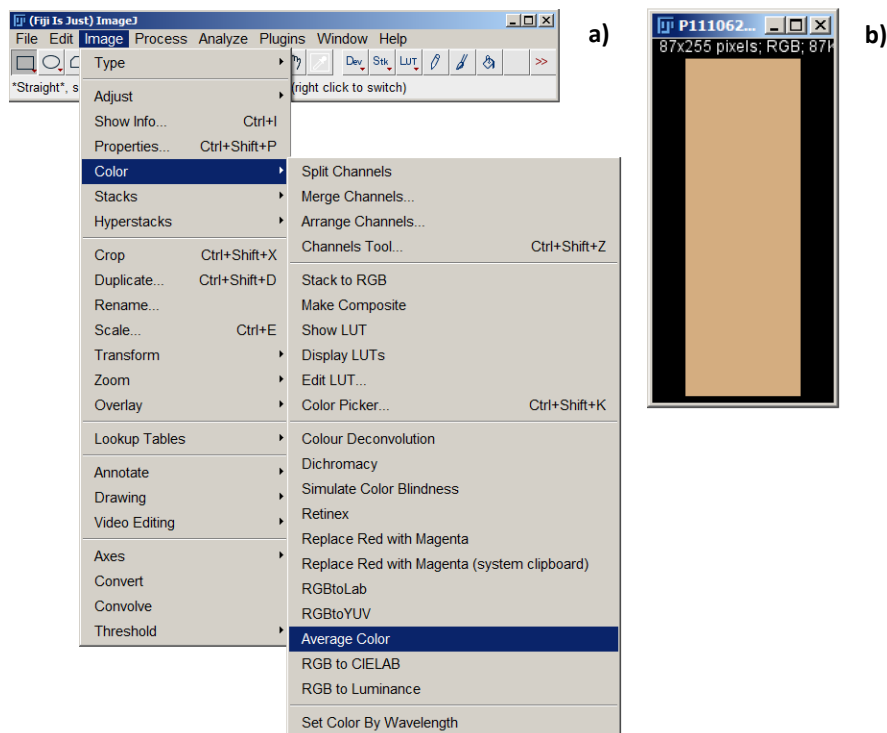 (Fiji Is Just) ImageJ
File Edit Image Process Analyze Plugins Window Help
Dev Stk LUT >>
*Straight*, s
(right click to switch)
a)
Type
Adjust
Show Info... Ctrl+I
Properties... Ctrl+Shift+P
Color
Stacks
Hyperstacks
Crop Ctrl+Shift+X
Duplicate... Ctrl+Shift+D
Rename...
Scale... Ctrl+E
Transform
Zoom
Overlay
Lookup Tables
Annotate
Drawing
Video Editing
Axes
Convert
Convolve
Threshold
Split Channels
Merge Channels...
Arrange Channels...
Channels Tool... Ctrl+Shift+Z
Stack to RGB
Make Composite
Show LUT
Display LUTs
Edit LUT...
Color Picker... Ctrl+Shift+K
Colour Deconvolution
Dichromacy
Simulate Color Blindness
Retinex
Replace Red with Magenta
Replace Red with Magenta (system clipboard)
RGBtoLab
RGBtoYUV
Average Color
RGB to CIELAB
RGB to Luminance
Set Color By Wavelength
P111062...
87x255 pixels; RGB; 87K
b)